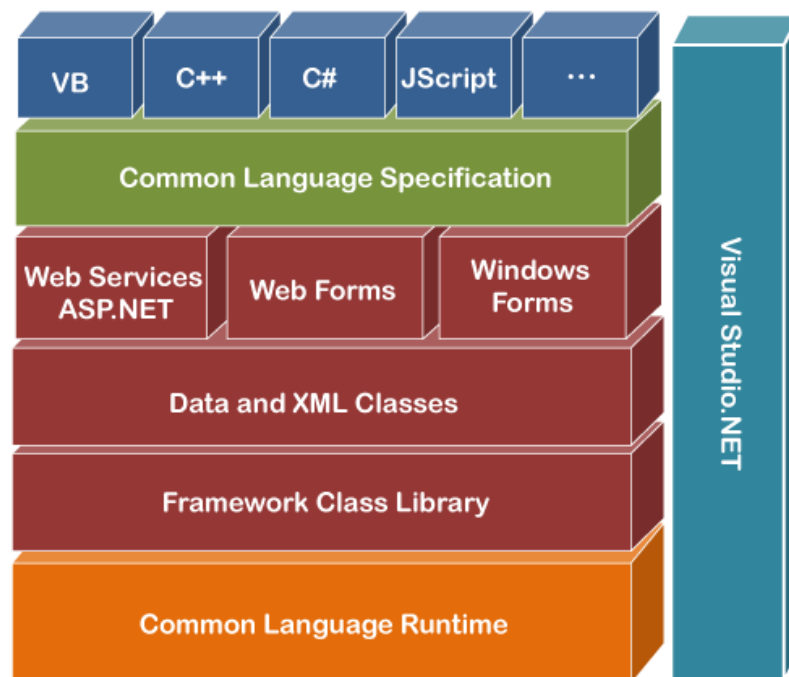 VB
C++
C#
JScript
...
Common Language Specification
Web Services
ASP.NET
Web Forms
Windows
Forms
Data and XML Classes
Framework Class Library
Common Language Runtime
Visual Studio.NET